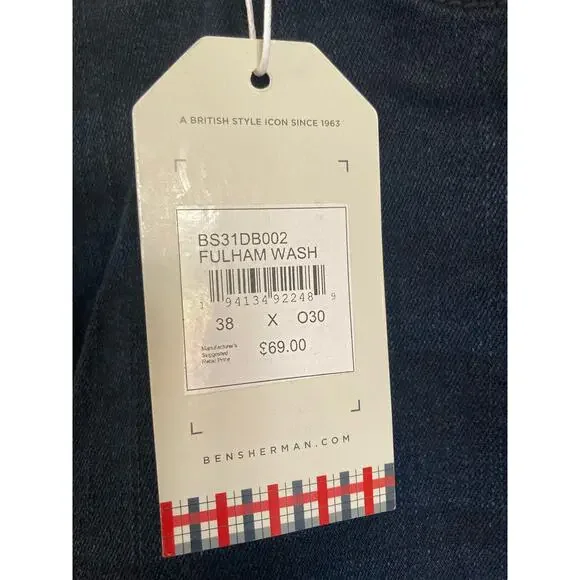 A BRITISH STYLE ICON SINCE 1963
BS31DB002
FULHAM WASH
1 94134 92248 9
38 X O30
Manufacturer's
Suggested
Retail Price
$69.00
BENSHERMAN.COM